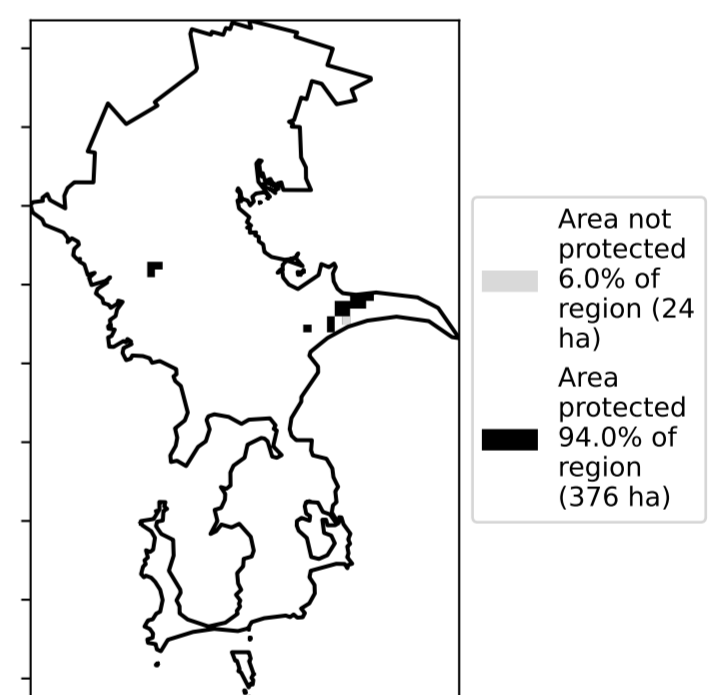 Area not
protected
6.0% of
region (24
ha)
Area
protected
94.0% of
region
(376 ha)